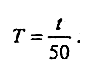 T = t/50.